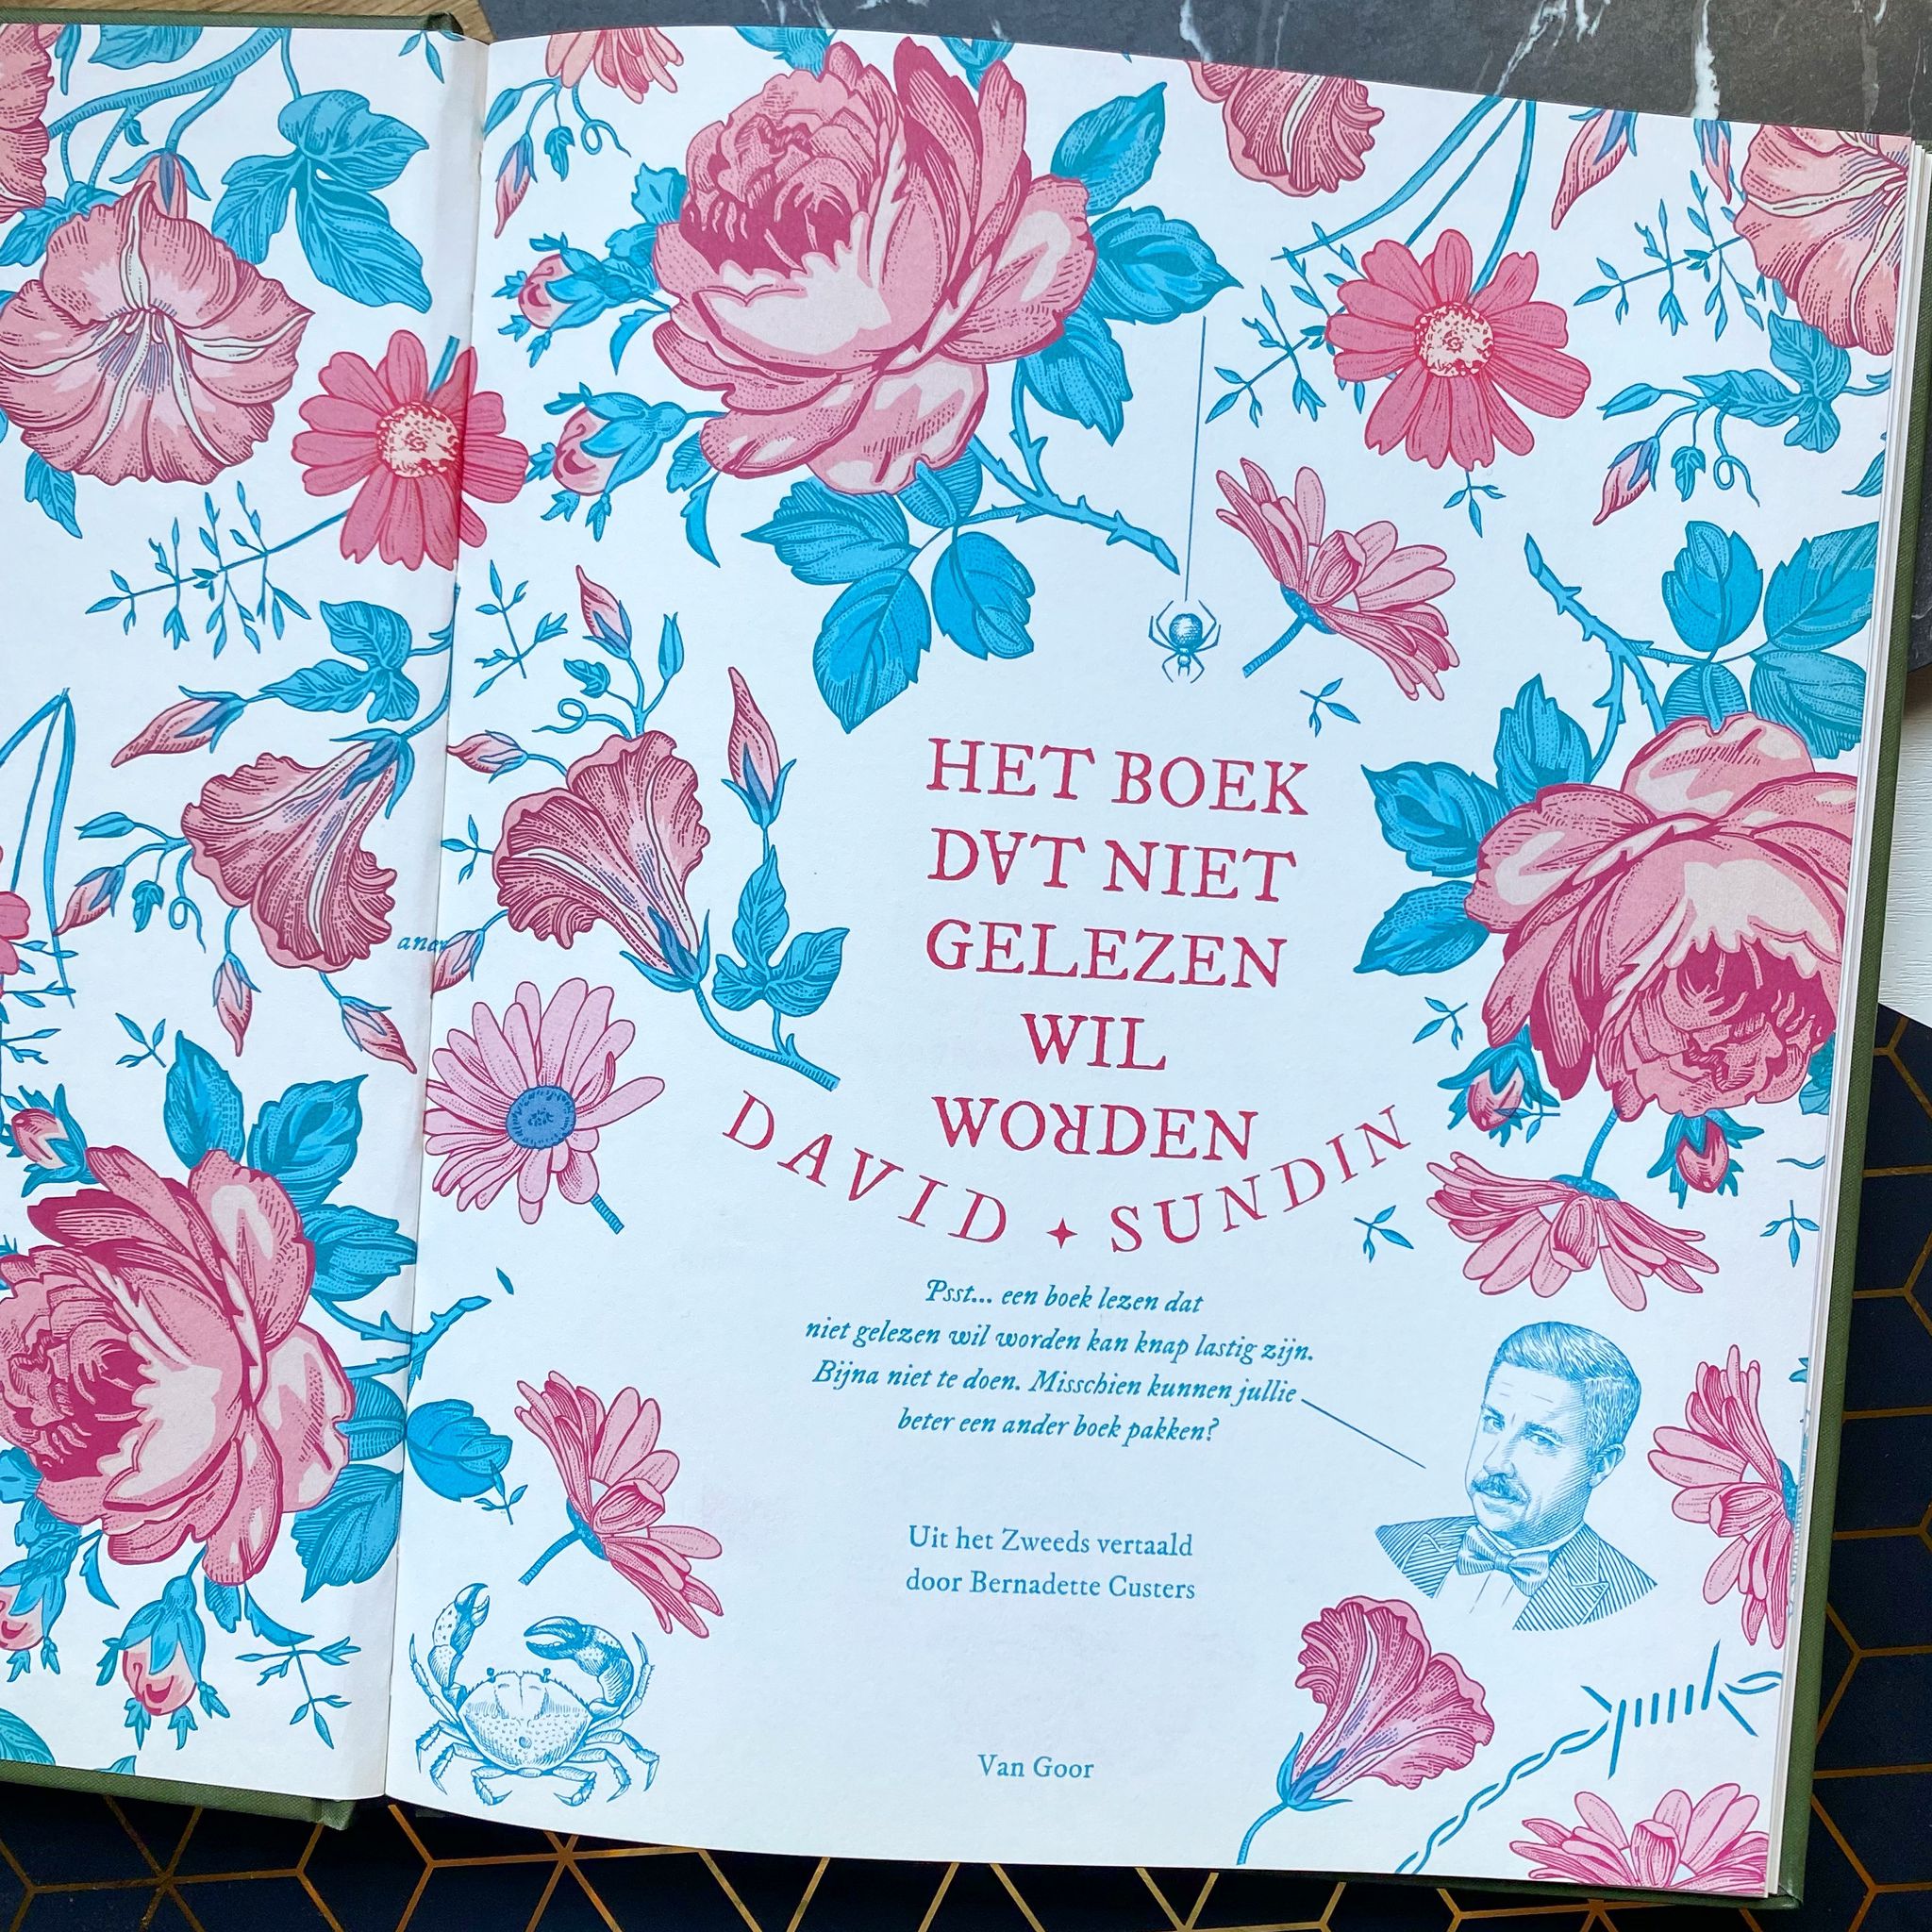 HET BOEK
D∀T NIET
GELEZEN
WIL
WOЯDEN
DAVID ✦ SUNDIN
Psst... een boek lezen dat
niet gelezen wil worden kan knap lastig zijn.
Bijna niet te doen. Misschien kunnen jullie
beter een ander boek pakken?
Uit het Zweeds vertaald
door Bernadette Custers
Van Goor